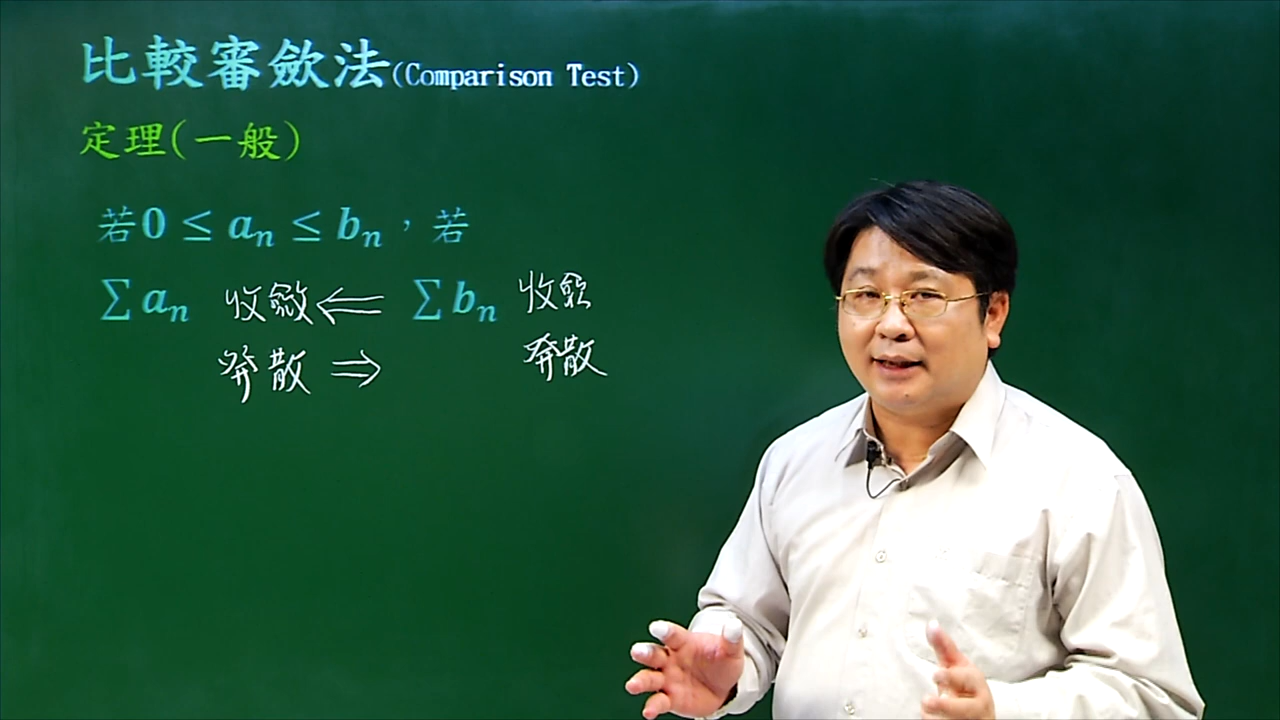 比較審斂法(Comparison Test)
定理(一般)
若0 ≤ aₙ ≤ bₙ，若
∑aₙ 收斂 ⇐ ∑bₙ 收斂
發散 ⇒ 發散